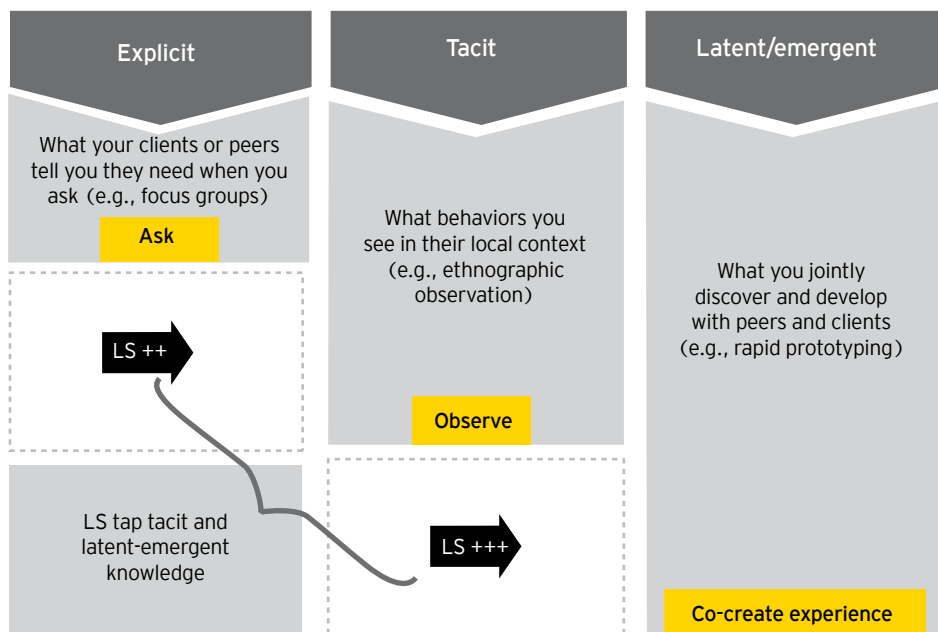 Explicit
What your clients or peers
tell you they need when you
ask (e.g., focus groups)
Ask
LS ++
LS tap tacit and
latent-emergent
knowledge
Tacit
What behaviors you
see in their local context
(e.g., ethnographic
observation)
Observe
LS +++
Latent/emergent
What you jointly
discover and develop
with peers and clients
(e.g., rapid prototyping)
Co-create experience